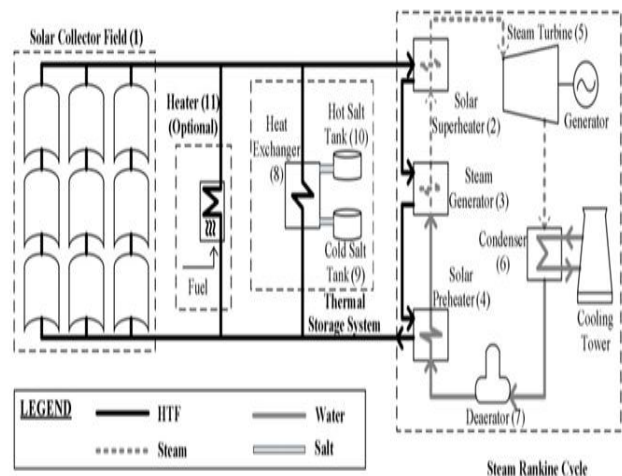 Solar Collector Field (1)
Heater (11)
(Optional)
Fuel
Heat
Exchanger
(8)
Hot Salt
Tank (10)
Cold Salt
Tank (9)
Thermal
Storage System
Solar
Superheater (2)
Steam
Generator (3)
Solar
Preheater (4)
Steam Turbine (5)
Generator
Condenser
(6)
Cooling
Tower
Deaerator (7)
Steam Rankine Cycle
LEGEND
HTF
Water
Steam
Salt